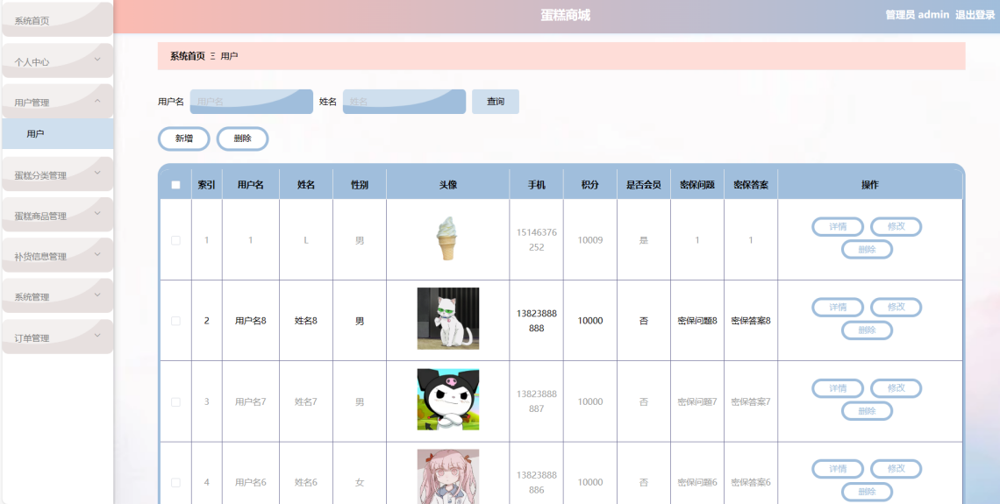 蛋糕商城
管理员 admin 退出登录
系统首页
个人中心
用户管理
用户
蛋糕分类管理
蛋糕商品管理
补货信息管理
系统管理
订单管理
系统首页 Ξ 用户
用户名 用户名 姓名 姓名 查询
新增 删除
索引 用户名 姓名 性别 头像 手机 积分 是否会员 密保问题 密保答案 操作
1 1 L 男 15146376252 10009 是 1 1 详情 修改 删除
2 用户名8 姓名8 男 13823888888 10000 否 密保问题8 密保答案8 详情 修改 删除
3 用户名7 姓名7 男 13823888887 10000 否 密保问题7 密保答案7 详情 修改 删除
4 用户名6 姓名6 女 13823888886 10000 否 密保问题6 密保答案6 详情 修改 删除